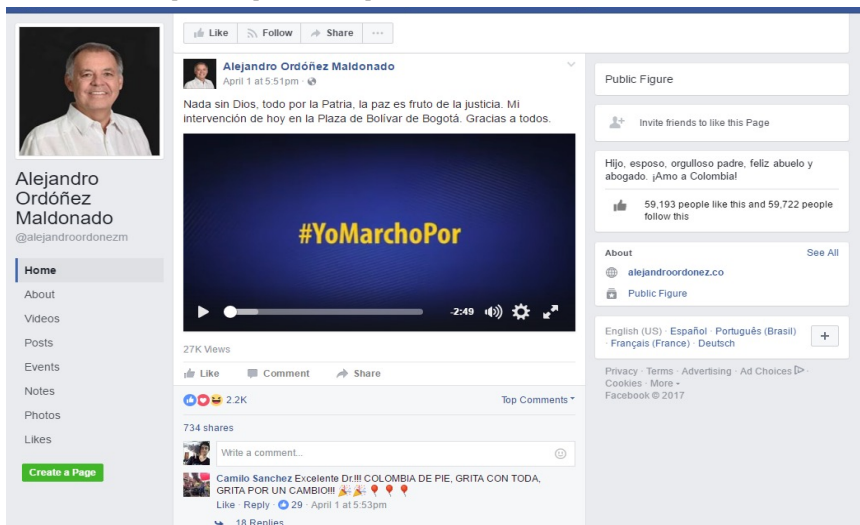 Like Follow Share ...
Alejandro Ordóñez Maldonado
April 1 at 5:51pm ·
Nada sin Dios, todo por la Patria, la paz es fruto de la justicia. Mi
intervención de hoy en la Plaza de Bolívar de Bogotá. Gracias a todos.
#YoMarchoPor
-2:49
27K Views
Like Comment Share
2.2K Top Comments
734 shares
Write a comment...
Camilo Sanchez Excelente Dr.!!! COLOMBIA DE PIE, GRITA CON TODA,
GRITA POR UN CAMBIO!!! 🎉🎉🎈🎈🎈
Like · Reply · 29 · April 1 at 5:53pm
18 Replies
Alejandro
Ordóñez
Maldonado
@alejandroordonezm
Home
About
Videos
Posts
Events
Notes
Photos
Likes
Create a Page
Public Figure
Invite friends to like this Page
Hijo, esposo, orgulloso padre, feliz abuelo y
abogado. ¡Amo a Colombia!
59,193 people like this and 59,722 people
follow this
About See All
alejandroordonez.co
Public Figure
English (US) · Español · Português (Brasil)
· Français (France) · Deutsch
+
Privacy · Terms · Advertising · Ad Choices ·
Cookies · More
Facebook © 2017